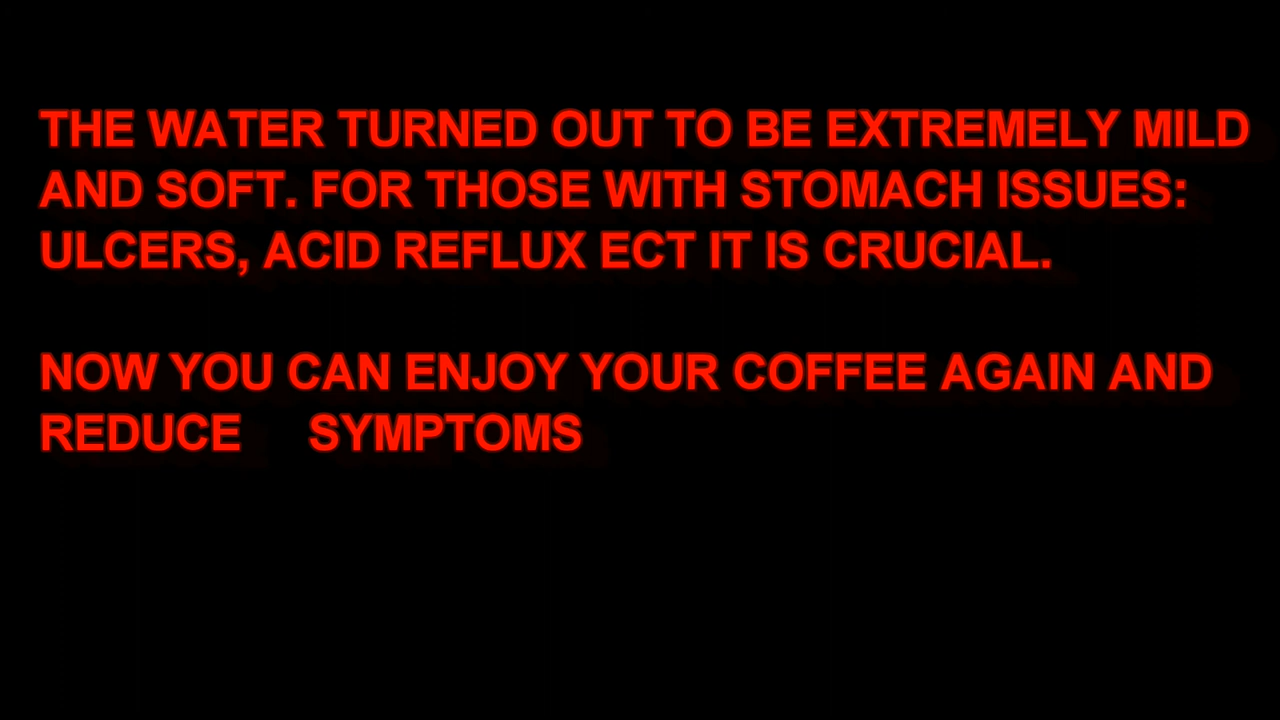 THE WATER TURNED OUT TO BE EXTREMELY MILD
AND SOFT. FOR THOSE WITH STOMACH ISSUES:
ULCERS, ACID REFLUX ECT IT IS CRUCIAL.
NOW YOU CAN ENJOY YOUR COFFEE AGAIN AND
REDUCE SYMPTOMS